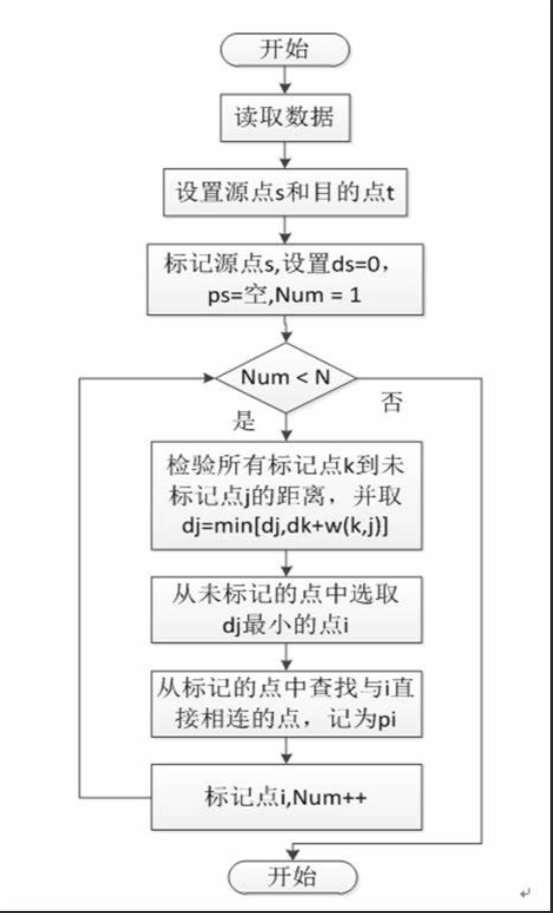 开始
读取数据
设置源点s和目的点t
标记源点s,设置ds=0，
ps=空,Num = 1
Num < N
否
是
检验所有标记点k到未
标记点j的距离，并取
dj=min[dj,dk+w(k,j)]
从未标记的点中选取
dj最小的点i
从标记的点中查找与i直
接相连的点，记为pi
标记点i,Num++
开始